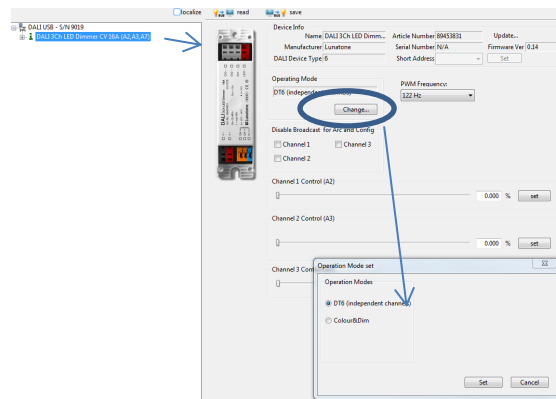 localize
read
save
DALI USB - S/N 9019
DALI 3Ch LED Dimmer CV 16A (A2,A3,A7)
Device Info
Name DALI 3Ch LED Dimm... Article Number 89453831 Update...
Manufacturer Lunatone Serial Number N/A Firmware Ver 0.14
DALI Device Type 6 Short Address Set
Operating Mode
PWM Frequency:
DT6 (independent
122 Hz
Change...
Disable Broadcast for Arc and Config
Channel 1 Channel 3
Channel 2
Channel 1 Control (A2)
0.000 % set
Channel 2 Control (A3)
0.000 % set
Channel 3 Cont
Operation Mode set
Operation Modes
DT6 (independent channels)
Colour&Dim
Set Cancel